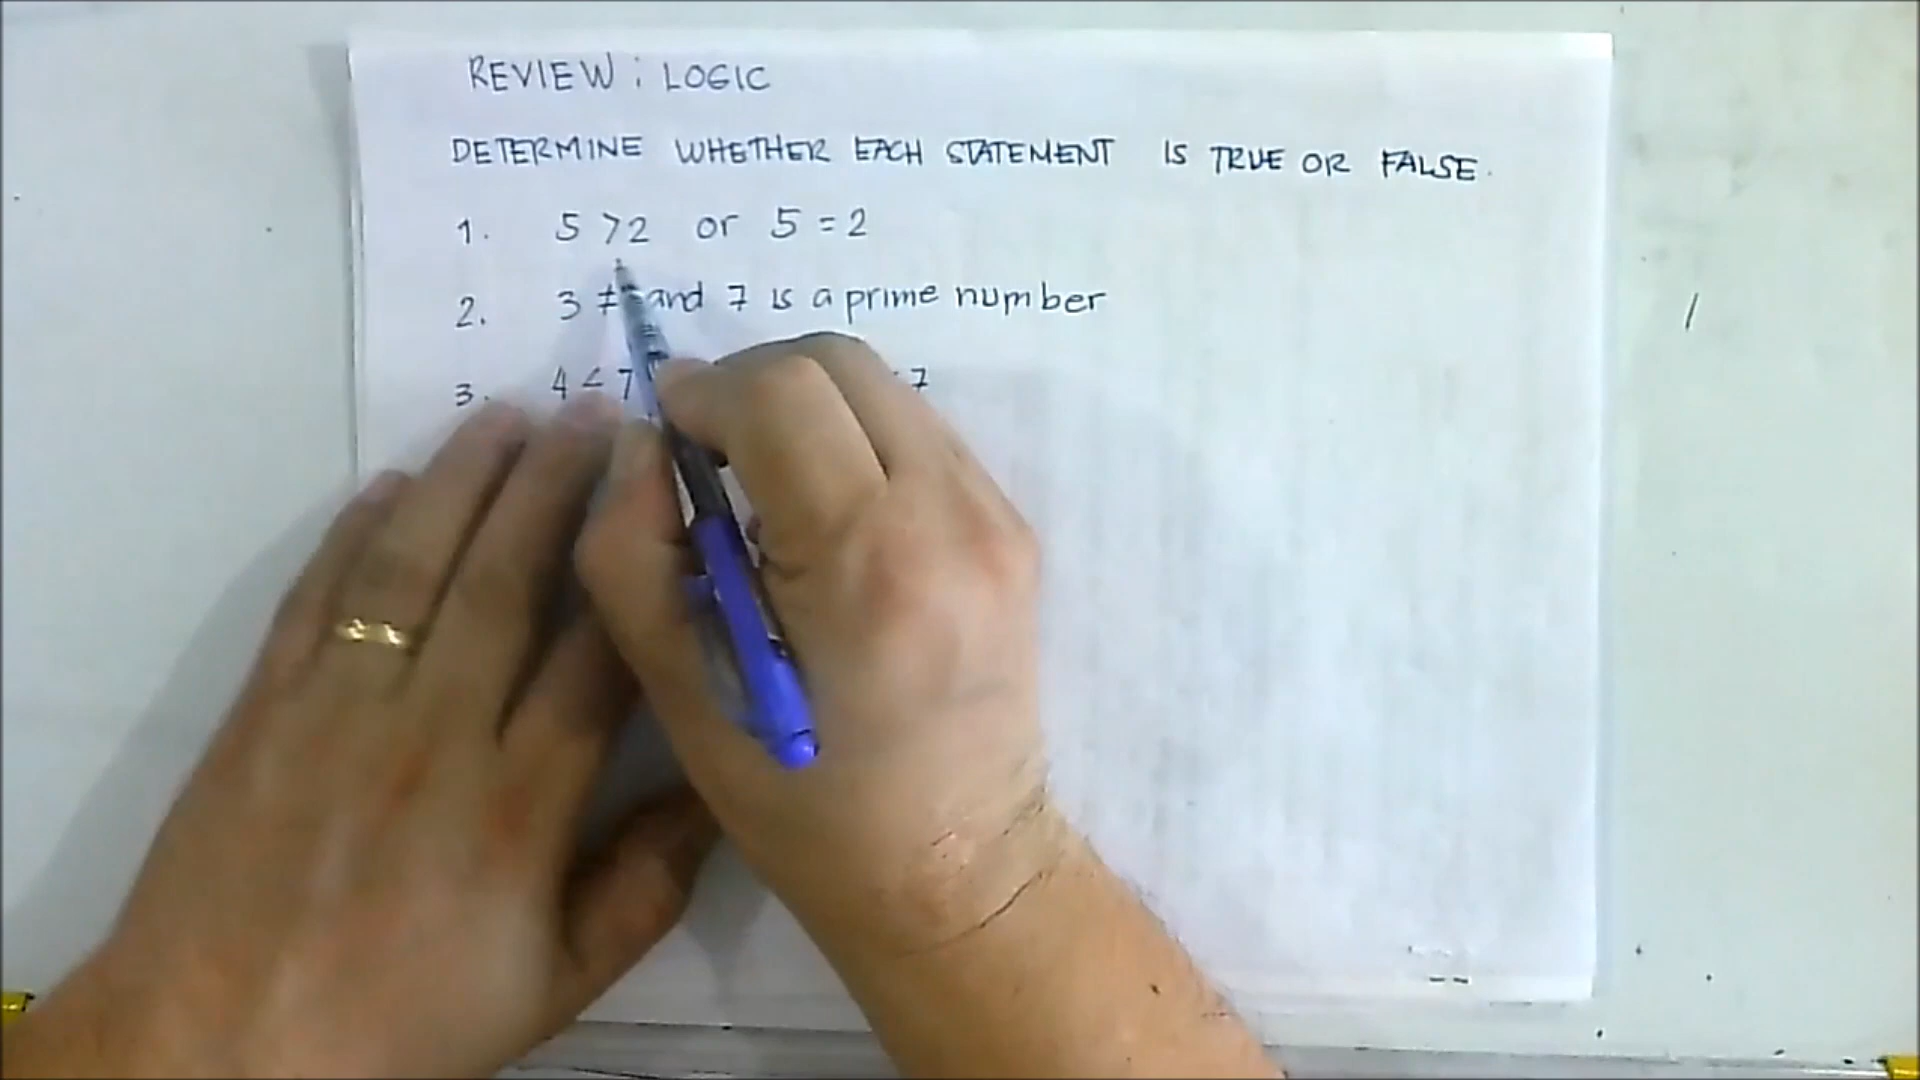 REVIEW : LOGIC
DETERMINE WHETHER EACH STATEMENT IS TRUE OR FALSE.
1. 5 > 2 or 5 = 2
2. 3 ≠ and 7 is a prime number
3. 4 < 7 7